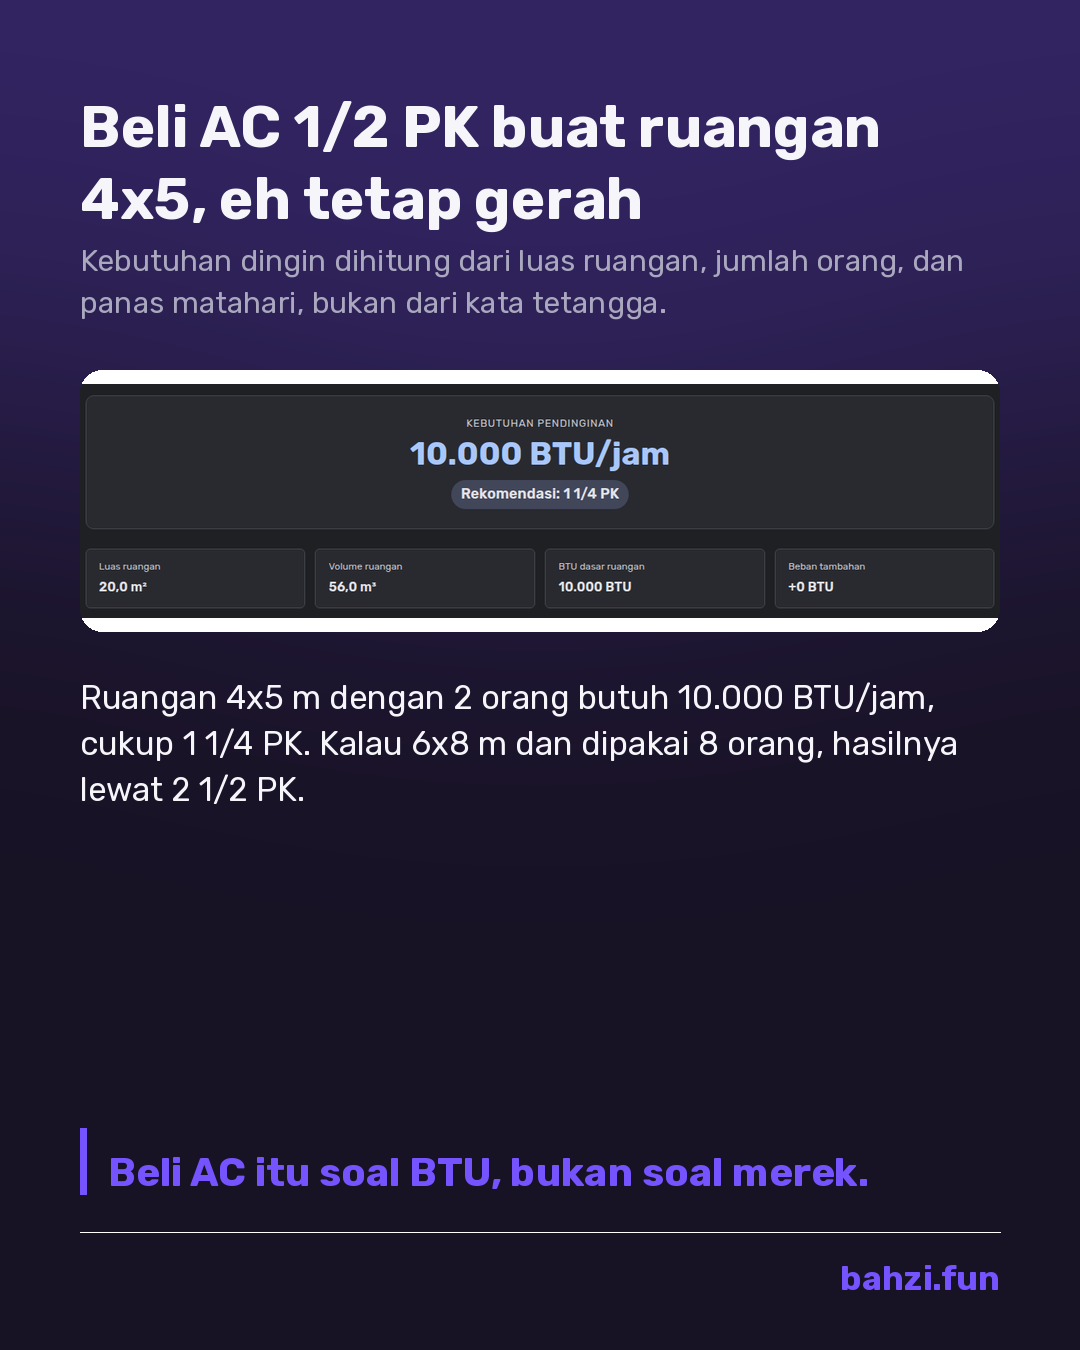 Beli AC 1/2 PK buat ruangan
4x5, eh tetap gerah
Kebutuhan dingin dihitung dari luas ruangan, jumlah orang, dan
panas matahari, bukan dari kata tetangga.
KEBUTUHAN PENDINGINAN
10.000 BTU/jam
Rekomendasi: 1 1/4 PK
Luas ruangan
20,0 m²
Volume ruangan
56,0 m³
BTU dasar ruangan
10.000 BTU
Beban tambahan
+0 BTU
Ruangan 4x5 m dengan 2 orang butuh 10.000 BTU/jam,
cukup 1 1/4 PK. Kalau 6x8 m dan dipakai 8 orang, hasilnya
lewat 2 1/2 PK.
Beli AC itu soal BTU, bukan soal merek.
bahzi.fun